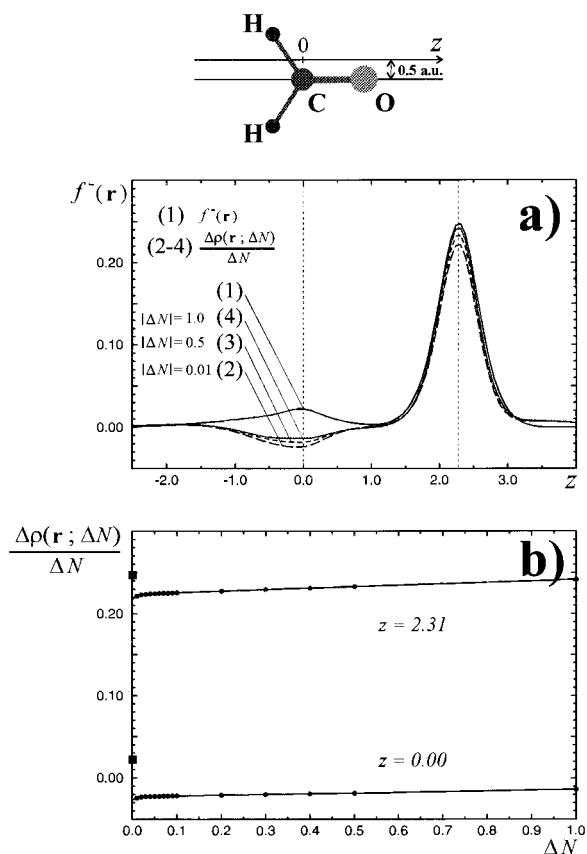 H
0
z
0.5 a.u.
C
O
H
f⁻(r)
a)
(1) f⁻(r)
(2-4) Δρ(r ; ΔN)
ΔN
(1)
|ΔN|= 1.0 (4)
|ΔN|= 0.5 (3)
|ΔN|= 0.01 (2)
0.20
0.10
0.00
-2.0 -1.0 0.0 1.0 2.0 3.0 z
Δρ(r ; ΔN)
ΔN
b)
0.20
0.10
0.00
z = 2.31
z = 0.00
0.0 0.1 0.2 0.3 0.4 0.5 0.6 0.7 0.8 0.9 1.0
ΔN